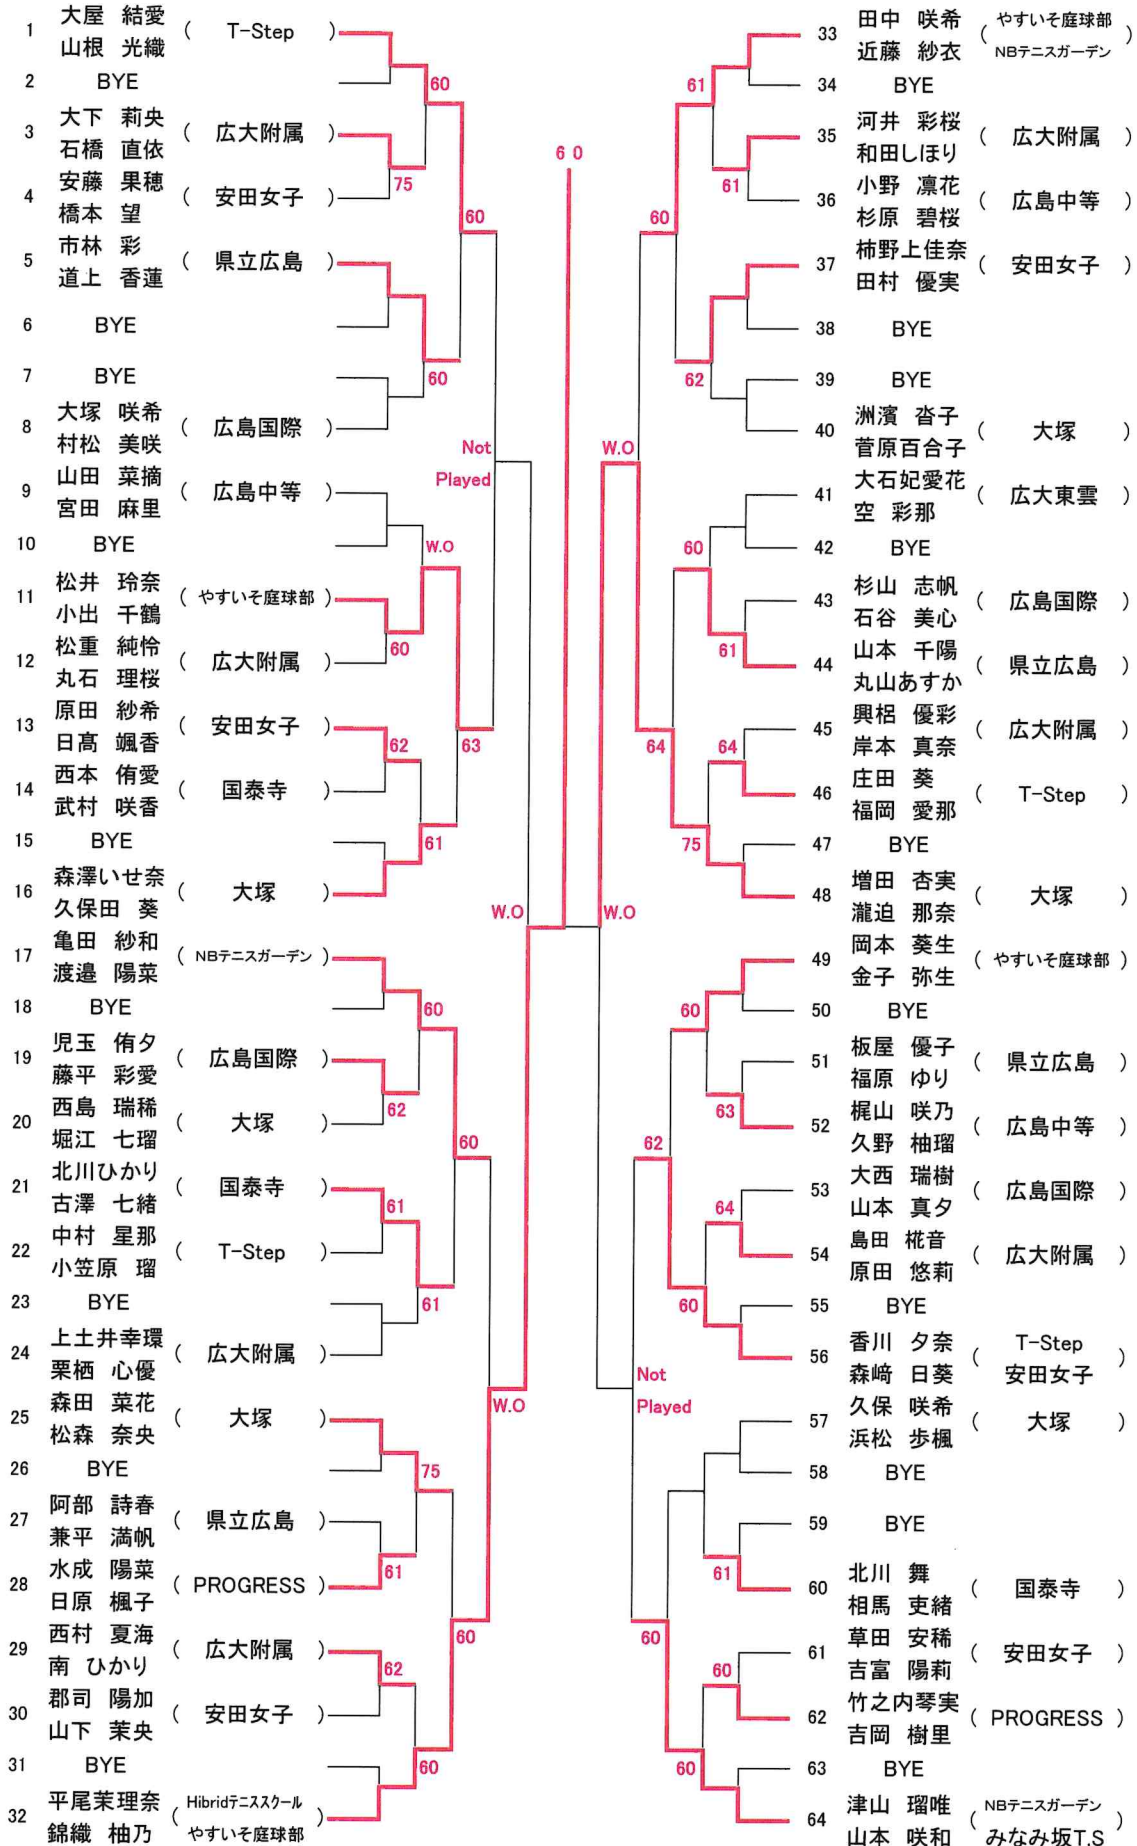 1 大屋 結愛 山根 光織 ( T-Step )
2 BYE
60
3 大下 莉央 石橋 直依 ( 広大附属 )
75
4 安藤 果穂 橋本 望 ( 安田女子 )
60
5 市林 彩 道上 香蓮 ( 県立広島 )
6 BYE
60
7 BYE
8 大塚 咲希 村松 美咲 ( 広島国際 )
Not
Played
9 山田 菜摘 宮田 麻里 ( 広島中等 )
10 BYE
W.O
11 松井 玲奈 小出 千鶴 ( やすいそ庭球部 )
60
12 松重 純怜 丸石 理桜 ( 広大附属 )
63
13 原田 紗希 日髙 颯香 ( 安田女子 )
62
14 西本 侑愛 武村 咲香 ( 国泰寺 )
15 BYE
61
16 森澤いせ奈 久保田 葵 ( 大塚 )
W.O
17 亀田 紗和 渡邉 陽菜 ( NBテニスガーデン )
18 BYE
60
19 児玉 侑夕 藤平 彩愛 ( 広島国際 )
62
20 西島 瑞稀 堀江 七瑠 ( 大塚 )
60
21 北川ひかり 古澤 七緒 ( 国泰寺 )
61
22 中村 星那 小笠原 瑠 ( T-Step )
23 BYE
61
24 上土井幸環 栗栖 心優 ( 広大附属 )
W.O
25 森田 菜花 松森 奈央 ( 大塚 )
26 BYE
75
27 阿部 詩春 兼平 満帆 ( 県立広島 )
61
28 水成 陽菜 日原 楓子 ( PROGRESS )
60
29 西村 夏海 南 ひかり ( 広大附属 )
62
30 郡司 陽加 山下 茉央 ( 安田女子 )
31 BYE
60
32 平尾茉理奈 錦織 柚乃 ( Hibridテニススクール やすいそ庭球部 )
6 0
33 田中 咲希 近藤 紗衣 ( やすいそ庭球部 NBテニスガーデン )
34 BYE
61
35 河井 彩桜 和田しほり ( 広大附属 )
61
36 小野 凛花 杉原 碧桜 ( 広島中等 )
60
37 柿野上佳奈 田村 優実 ( 安田女子 )
38 BYE
62
39 BYE
40 洲濱 沓子 菅原百合子 ( 大塚 )
W.O
41 大石妃愛花 空 彩那 ( 広大東雲 )
42 BYE
60
43 杉山 志帆 石谷 美心 ( 広島国際 )
61
44 山本 千陽 丸山あすか ( 県立広島 )
64
45 興梠 優彩 岸本 真奈 ( 広大附属 )
64
46 庄田 葵 福岡 愛那 ( T-Step )
47 BYE
75
48 増田 杏実 瀧迫 那奈 ( 大塚 )
W.O
49 岡本 葵生 金子 弥生 ( やすいそ庭球部 )
50 BYE
60
51 板屋 優子 福原 ゆり ( 県立広島 )
63
52 梶山 咲乃 久野 柚瑠 ( 広島中等 )
62
53 大西 瑞樹 山本 真夕 ( 広島国際 )
64
54 島田 椛音 原田 悠莉 ( 広大附属 )
55 BYE
60
56 香川 夕奈 森﨑 日葵 ( T-Step 安田女子 )
Not
Played
57 久保 咲希 浜松 歩楓 ( 大塚 )
58 BYE
59 BYE
61
60 北川 舞 相馬 吏緒 ( 国泰寺 )
60
61 草田 安稀 吉富 陽莉 ( 安田女子 )
60
62 竹之内琴実 吉岡 樹里 ( PROGRESS )
63 BYE
60
64 津山 瑠唯 山本 咲和 ( NBテニスガーデン みなみ坂T.S )